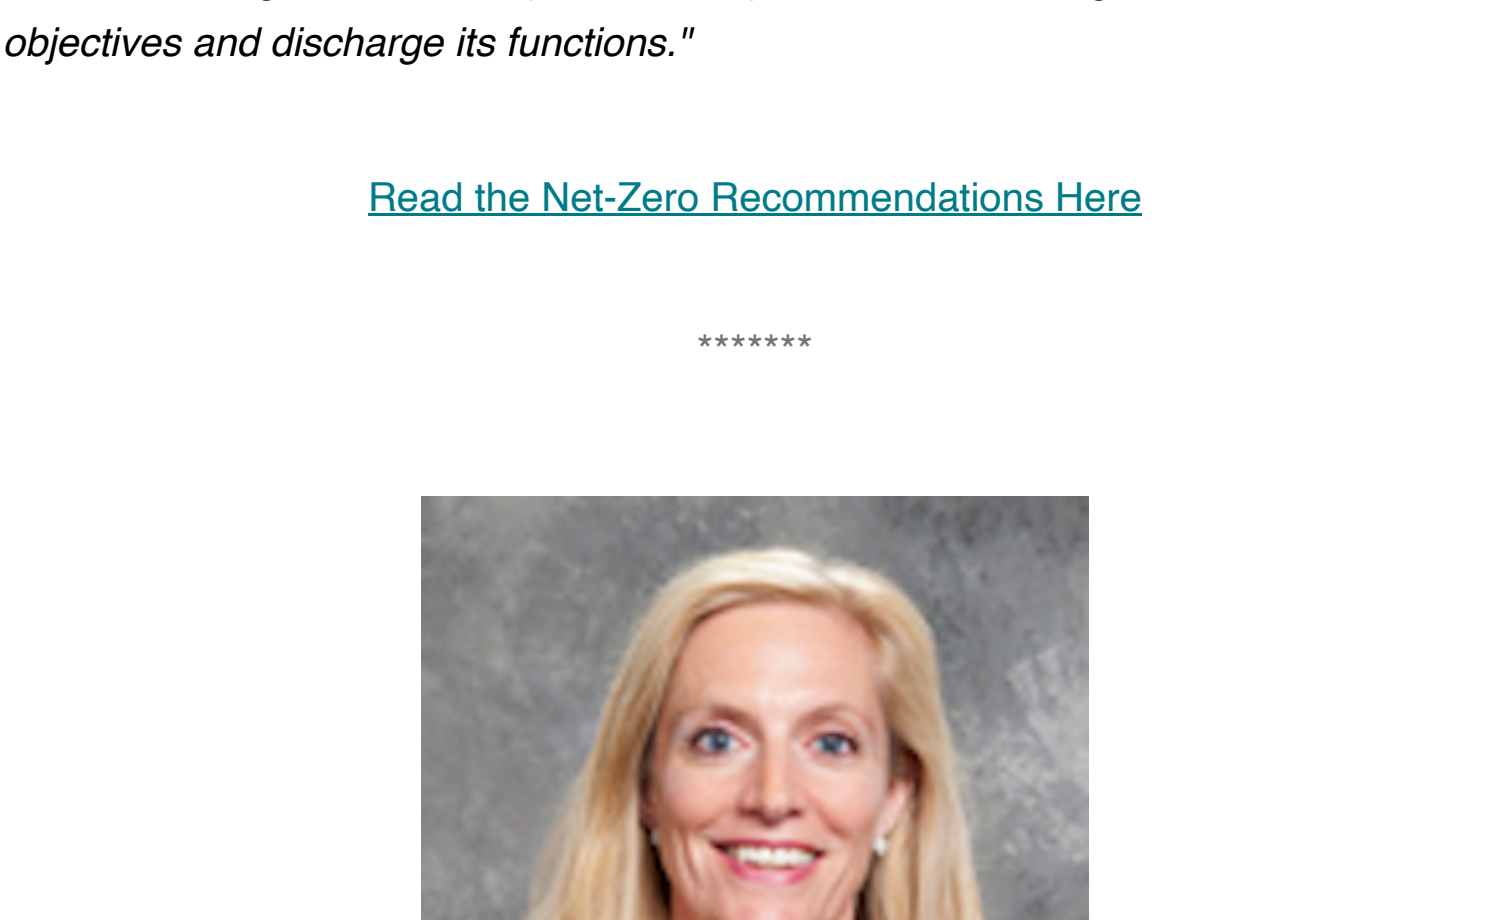 objectives and discharge its functions."
Read the Net-Zero Recommendations Here
*******